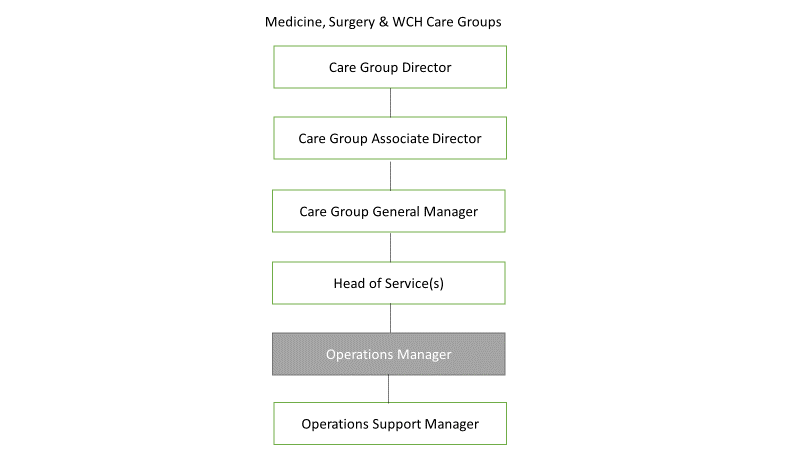 Medicine, Surgery & WCH Care Groups
Care Group Director
Care Group Associate Director
Care Group General Manager
Head of Service(s)
Operations Manager
Operations Support Manager